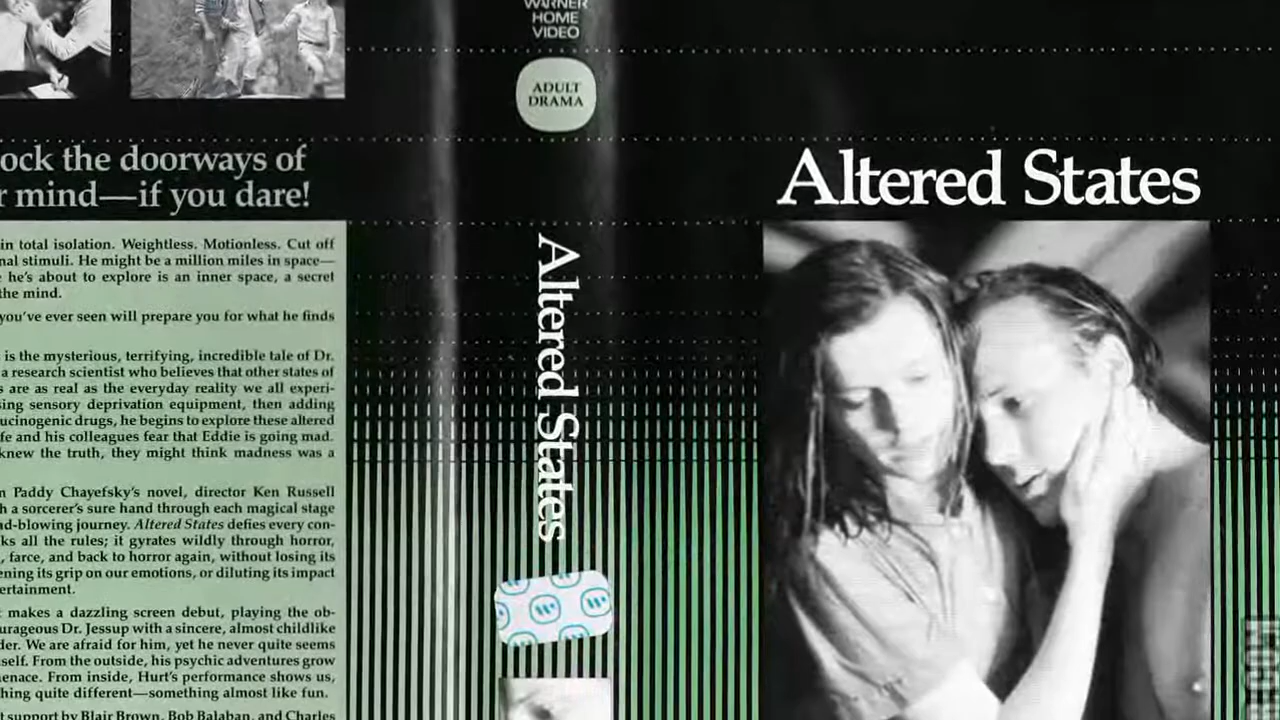 ock the doorways of
mind—if you dare!
in total isolation. Weightless. Motionless. Cut off
nal stimuli. He might be a million miles in space—
he's about to explore is an inner space, a secret
the mind.
you've ever seen will prepare you for what he finds
is the mysterious, terrifying, incredible tale of Dr.
a research scientist who believes that other states of
s are as real as the everyday reality we all experi-
sing sensory deprivation equipment, then adding
ucinogenic drugs, he begins to explore these altered
fe and his colleagues fear that Eddie is going mad.
knew the truth, they might think madness was a
n Paddy Chayefsky's novel, director Ken Russell
h a sorcerer's sure hand through each magical stage
nd-blowing journey. Altered States defies every con-
ks all the rules; it gyrates wildly through horror,
, farce, and back to horror again, without losing its
ening its grip on our emotions, or diluting its impact
ertainment.
makes a dazzling screen debut, playing the ob-
urageous Dr. Jessup with a sincere, almost childlike
der. We are afraid for him, yet he never quite seems
self. From the outside, his psychic adventures grow
enace. From inside, Hurt's performance shows us,
hing quite different—something almost like fun.
t support by Blair Brown, Bob Balaban, and Charles
WARNER
HOME
VIDEO
ADULT
DRAMA
Altered States
Altered States